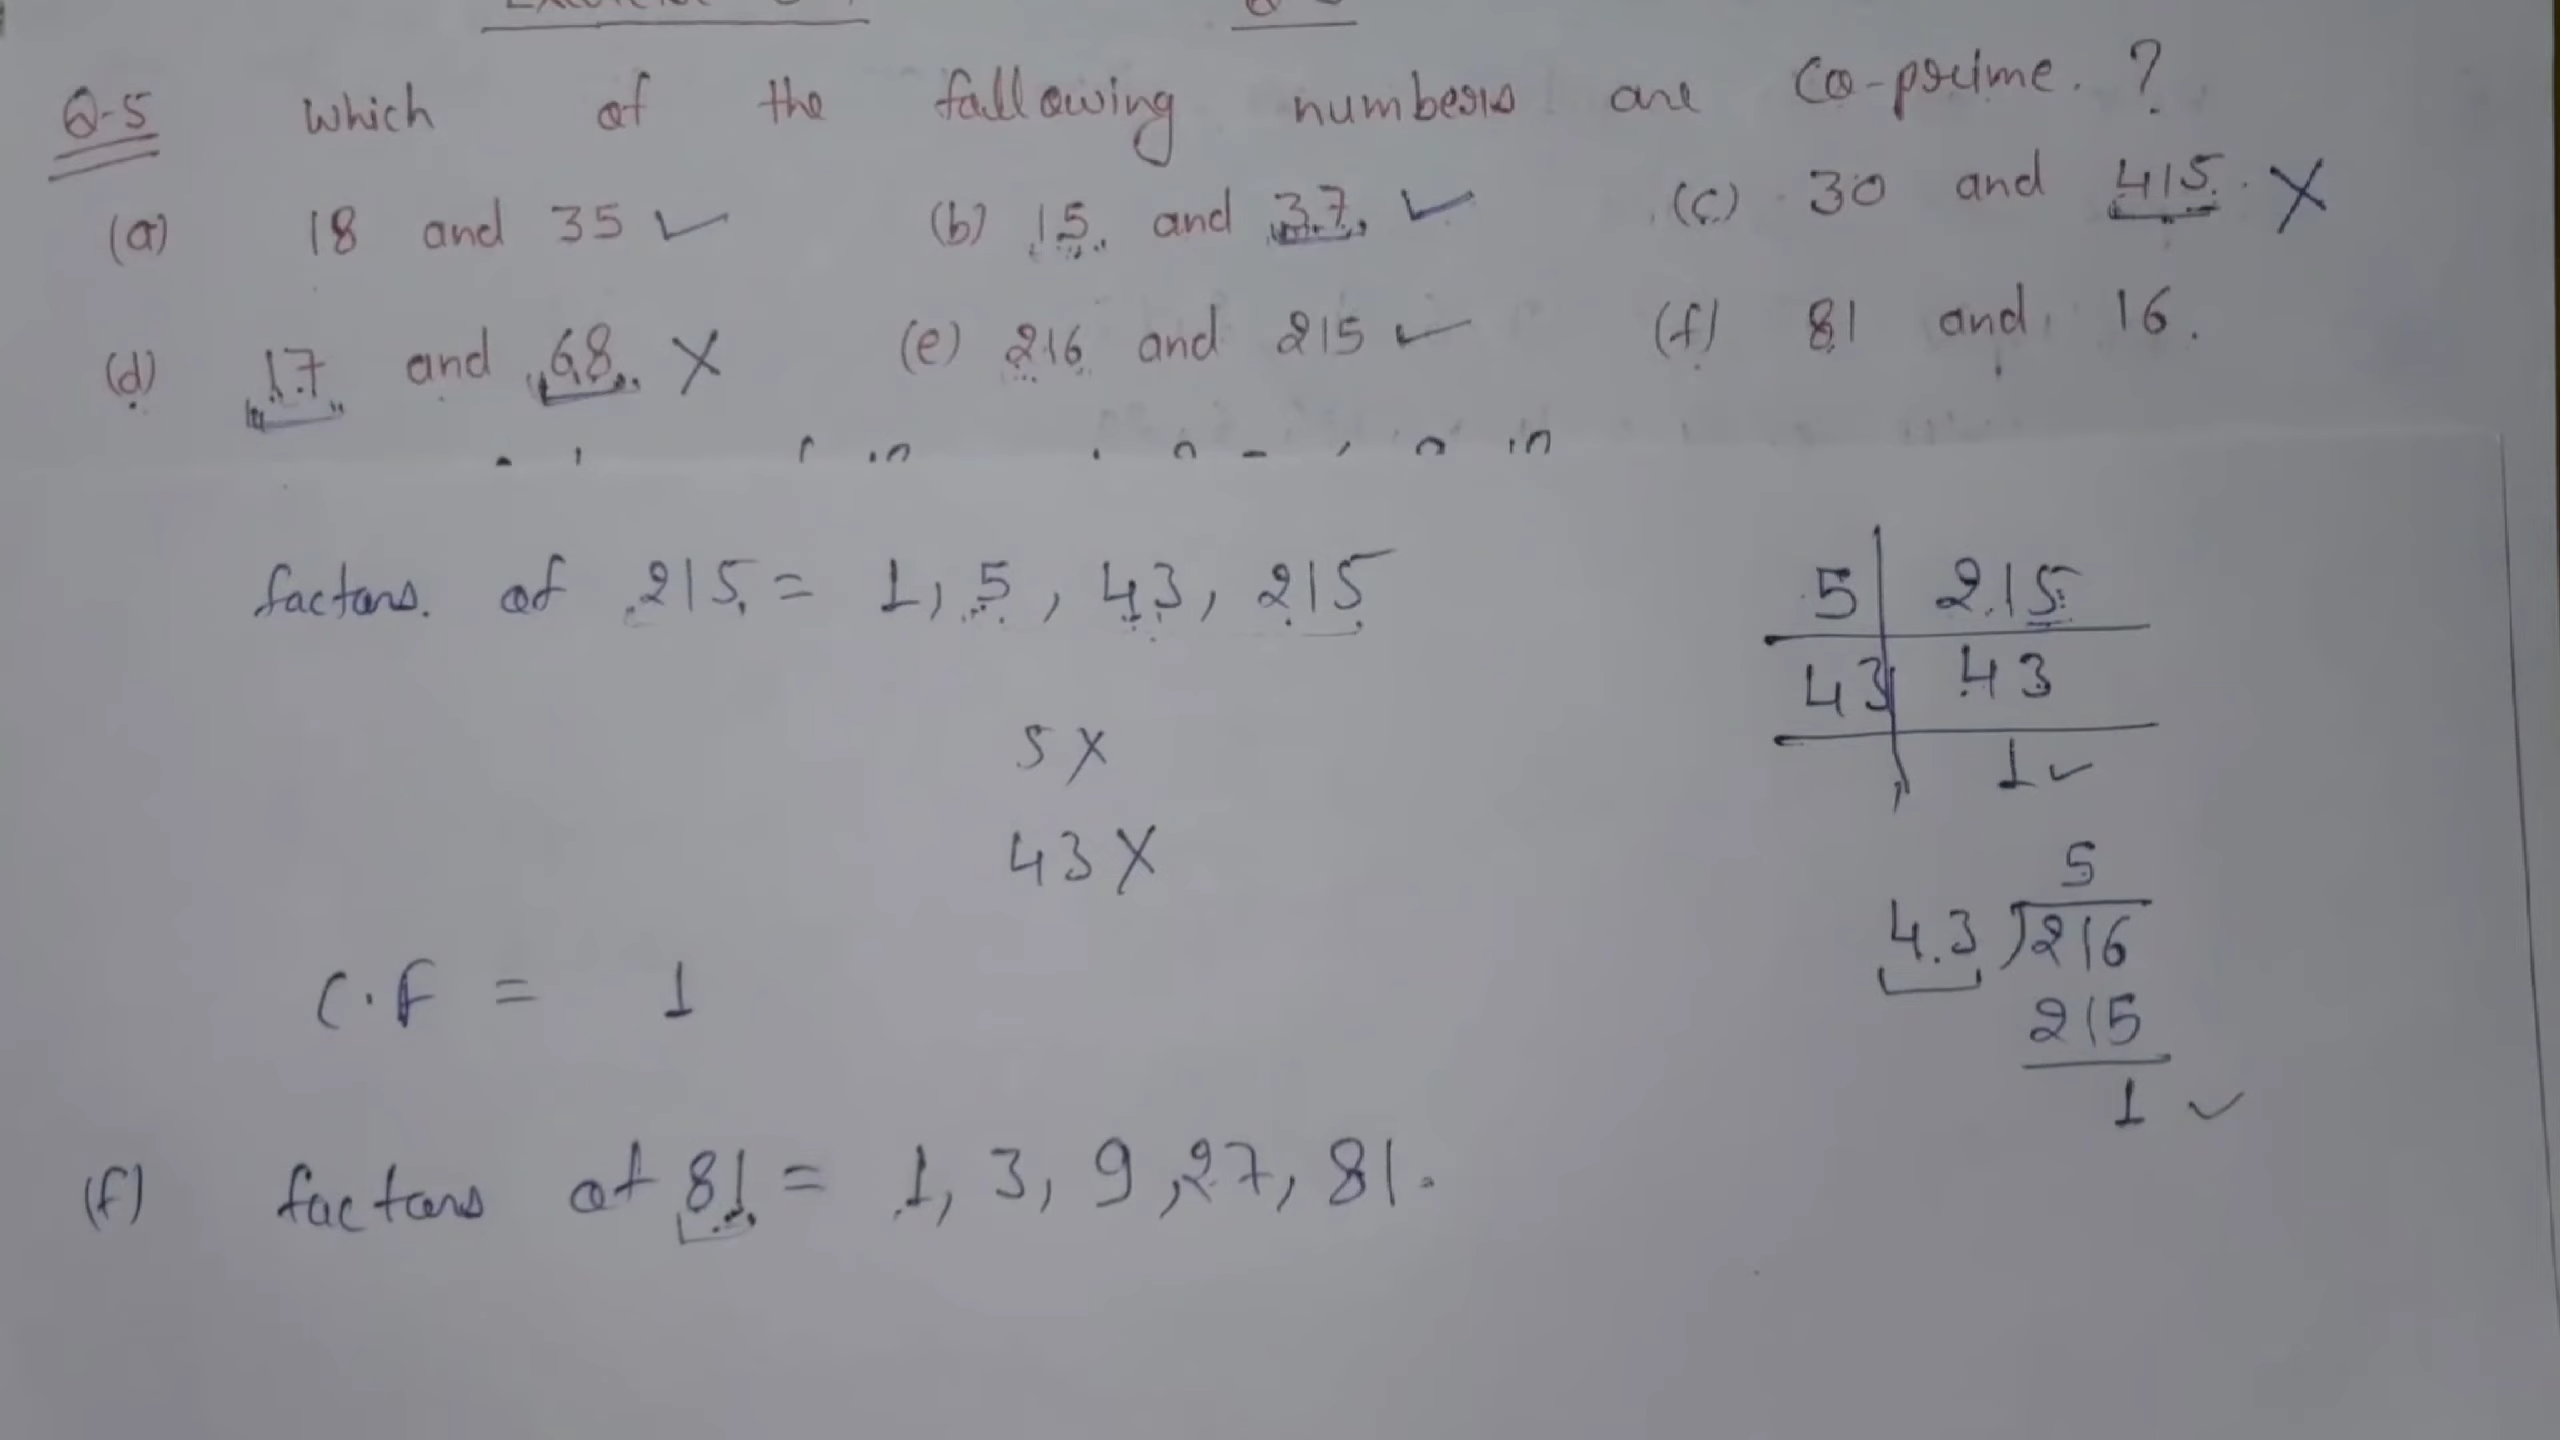 Q-5 Which of the fallowing numbers are Co-prime. ?
(a) 18 and 35 ✓ (b) 15 and 37 ✓ (c) 30 and 415 X
(d) 17 and 68 X (e) 216 and 215 ✓ (f) 81 and 16.
factors of 215 = 1, 5, 43, 215
5 | 215
43 | 43
1 ✓
5 X
43 X
5
43 ) 216
215
1 ✓
C.F = 1
(f) factors of 81 = 1, 3, 9, 27, 81.